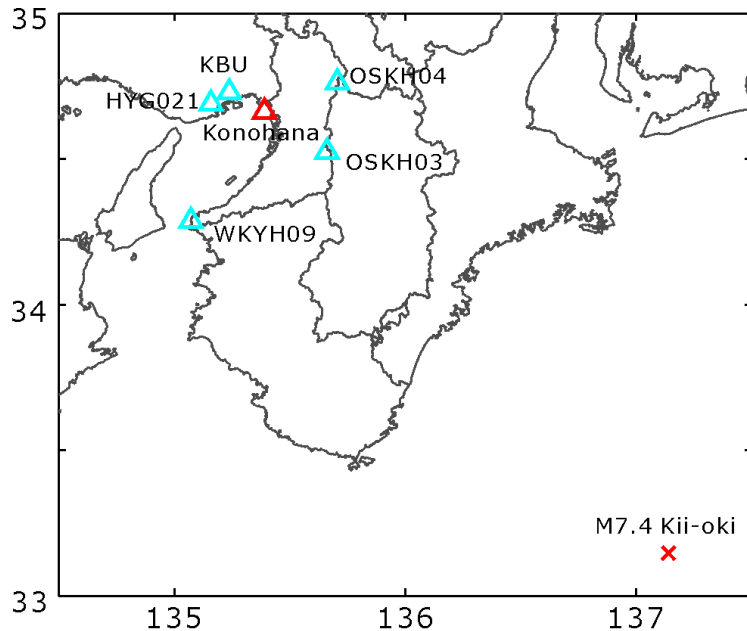 35
KBU
OSKH04
HYG021
Konohana
OSKH03
WKYH09
34
M7.4 Kii-oki
33
135
136
137